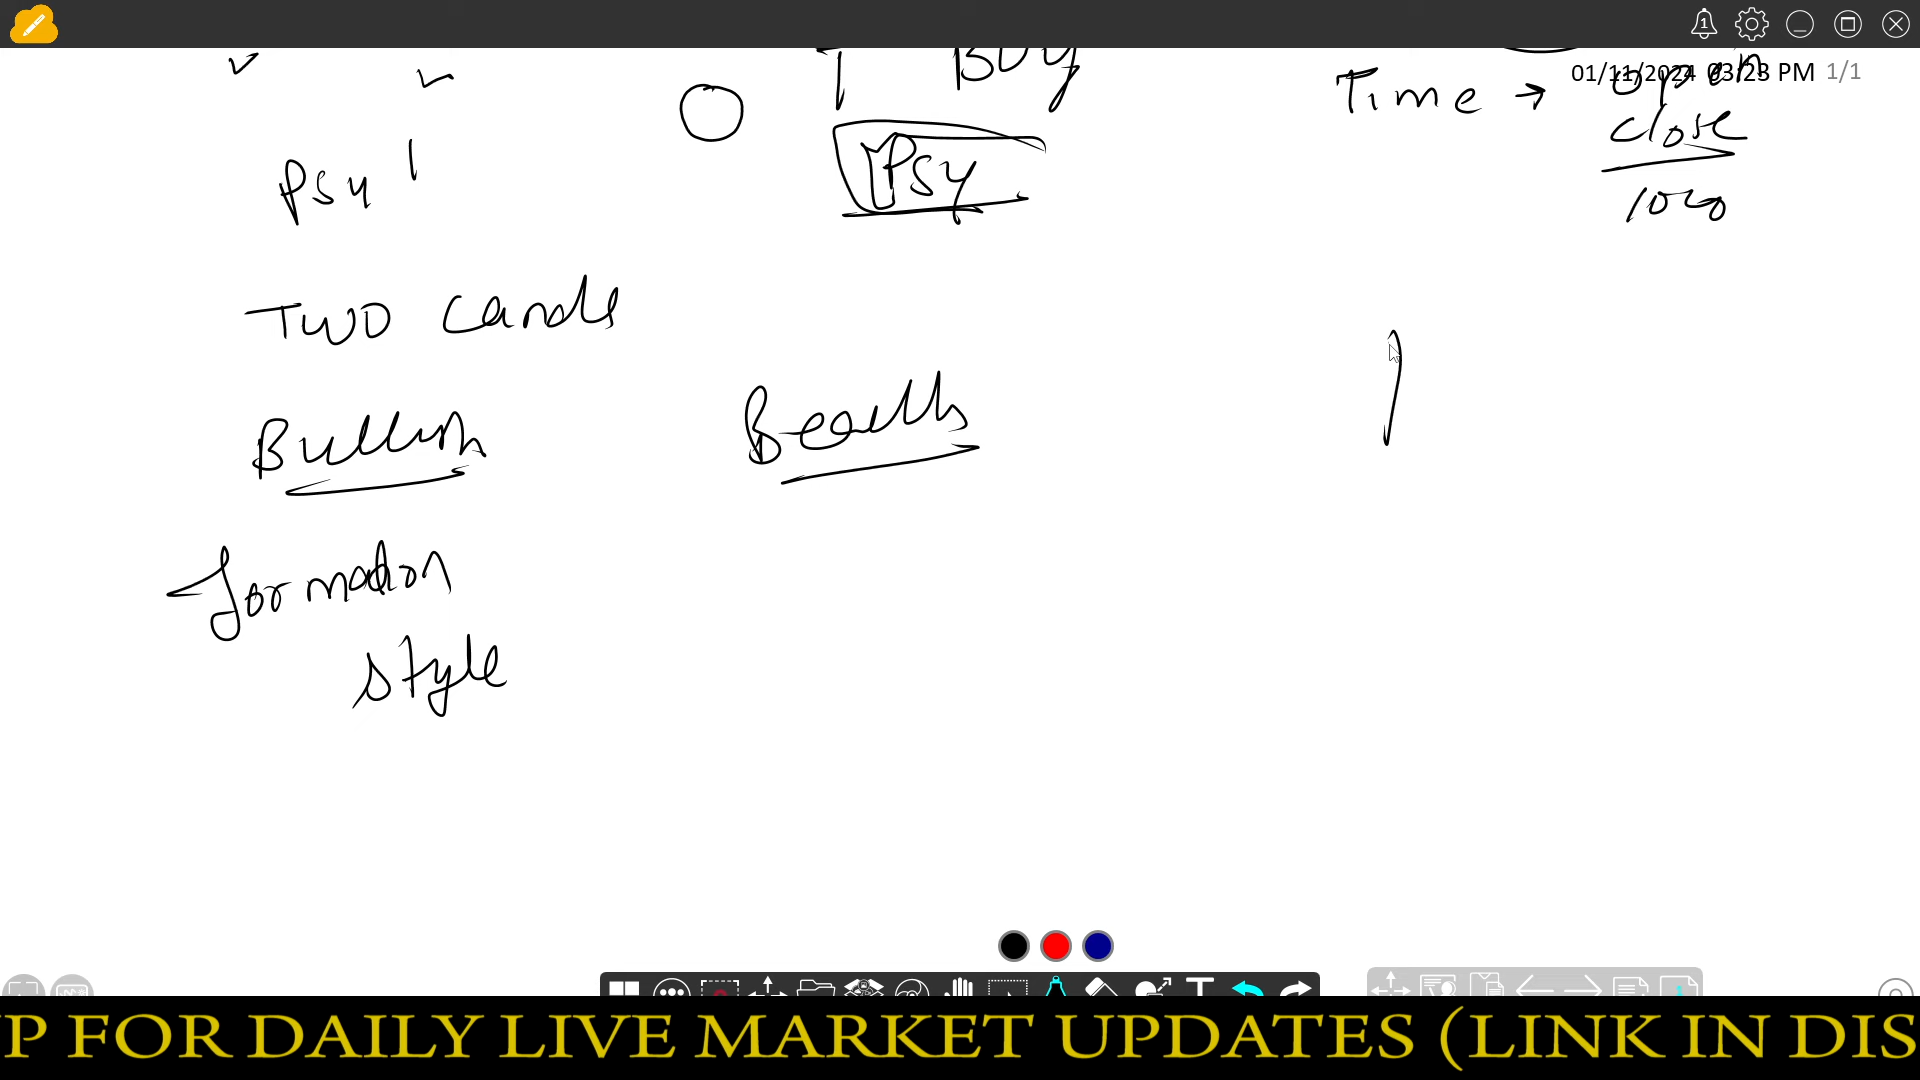 BUY
01/11/2024 03:23 PM 1/1
Time → open
close
Psy
Psy
1000
Two candle
Bullish
Formation
style
P FOR DAILY LIVE MARKET UPDATES (LINK IN DIS